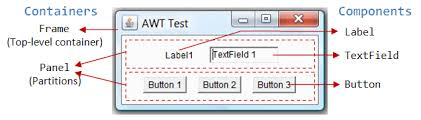 Containers
Components
Frame
(Top-level container)
AWT Test
Label
Label1
TextField 1
TextField
Panel
(Partitions)
Button 1
Button 2
Button 3
Button